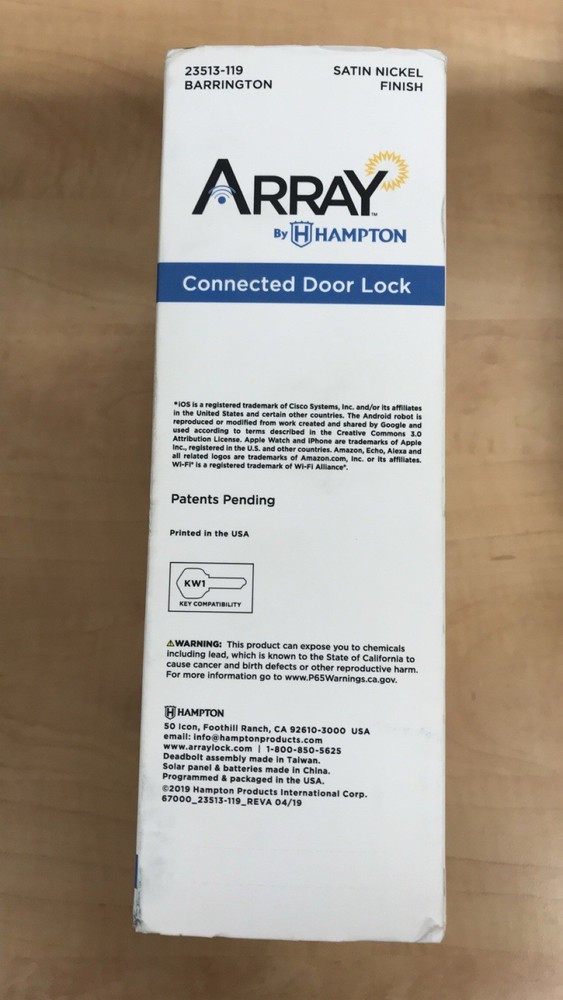 23513-119
BARRINGTON
SATIN NICKEL
FINISH
ARRAY™
By H HAMPTON
Connected Door Lock
*iOS is a registered trademark of Cisco Systems, Inc. and/or its affiliates
in the United States and certain other countries. The Android robot is
reproduced or modified from work created and shared by Google and
used according to terms described in the Creative Commons 3.0
Attribution License. Apple Watch and iPhone are trademarks of Apple
Inc., registered in the U.S. and other countries. Amazon, Echo, Alexa and
all related logos are trademarks of Amazon.com, Inc. or its affiliates.
Wi-Fi® is a registered trademark of Wi-Fi Alliance®.
Patents Pending
Printed in the USA
KW1
KEY COMPATIBILITY
⚠WARNING: This product can expose you to chemicals
including lead, which is known to the State of California to
cause cancer and birth defects or other reproductive harm.
For more information go to www.P65Warnings.ca.gov.
H HAMPTON
50 Icon, Foothill Ranch, CA 92610-3000 USA
email: info@hamptonproducts.com
www.arraylock.com | 1-800-850-5625
Deadbolt assembly made in Taiwan.
Solar panel & batteries made in China.
Programmed & packaged in the USA.
©2019 Hampton Products International Corp.
67000_23513-119_REVA 04/19